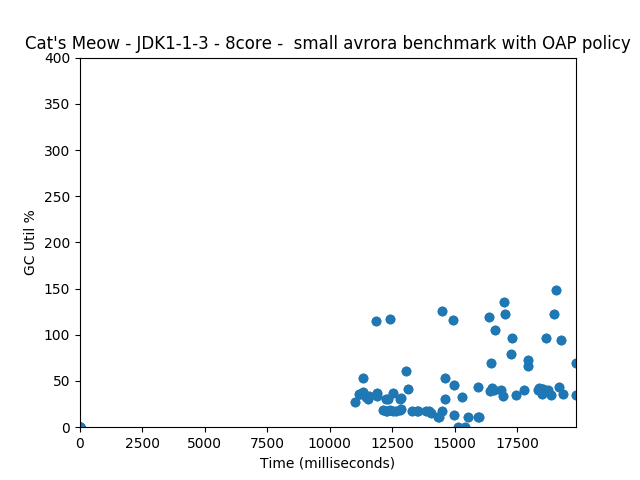 Cat's Meow - JDK1-1-3 - 8core -  small avrora benchmark with OAP policy
400
350
300
250
200
150
100
50
0
GC Util %
0 2500 5000 7500 10000 12500 15000 17500
Time (milliseconds)